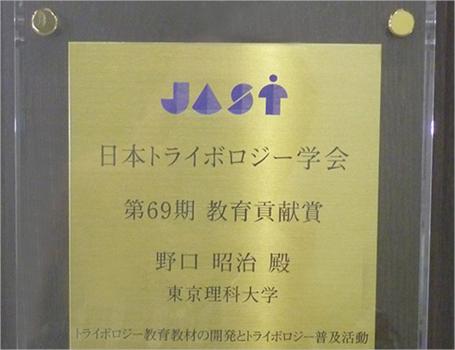 JAST
日本トライボロジー学会
第69期 教育貢献賞
野口 昭治 殿
東京理科大学
トライボロジー教育教材の開発とトライボロジー普及活動